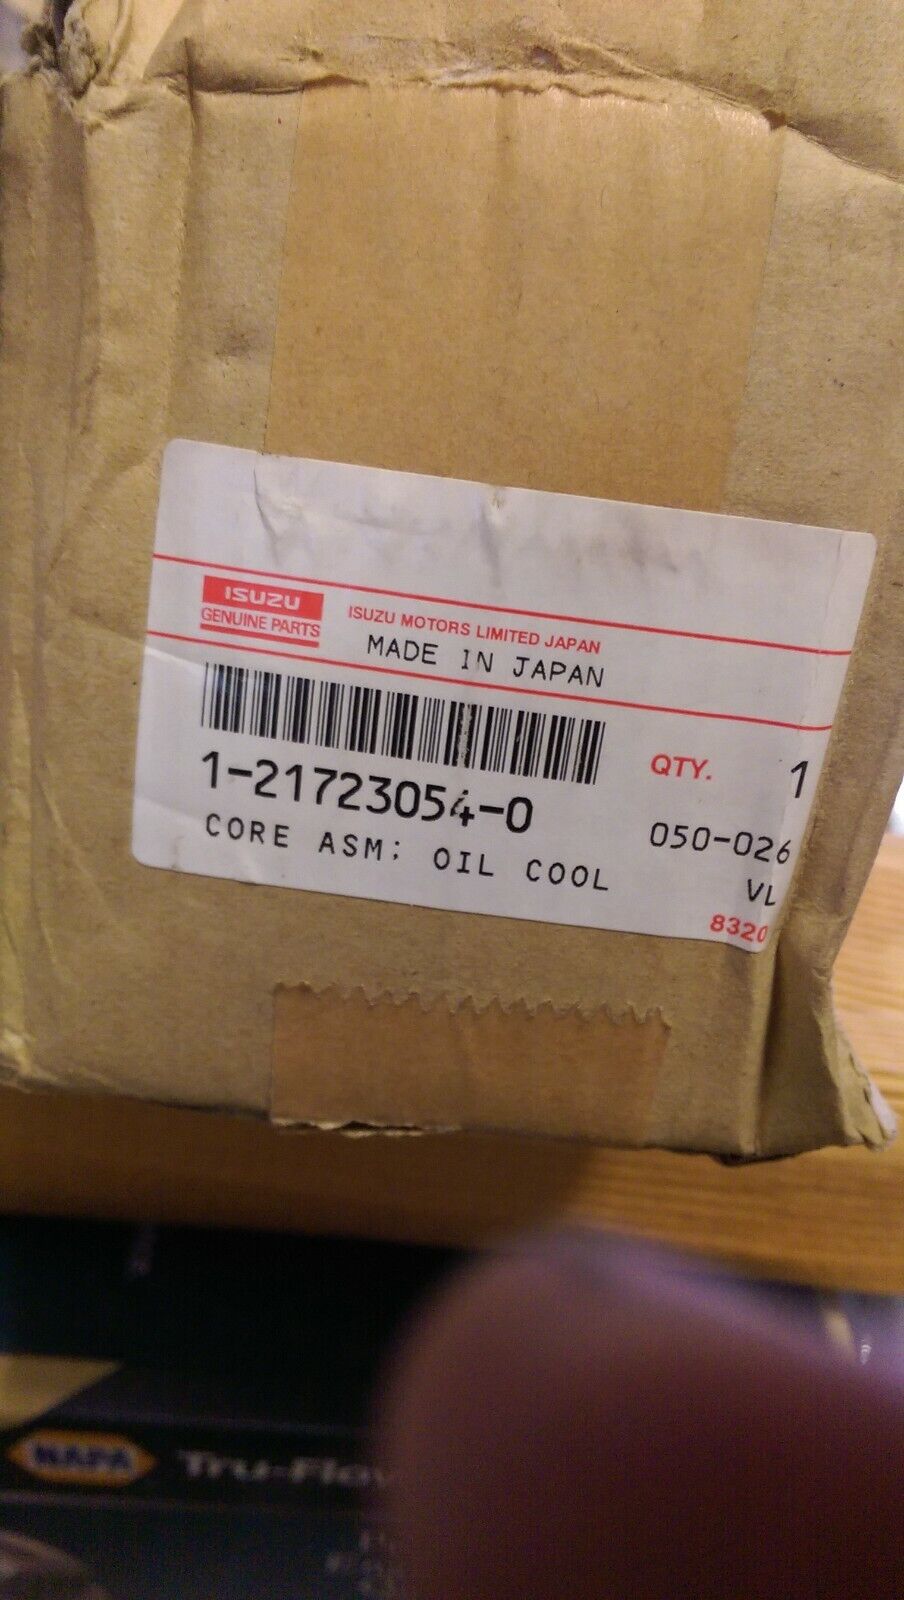 ISUZU
GENUINE PARTS
ISUZU MOTORS LIMITED JAPAN
MADE IN JAPAN
QTY. 1
1-21723054-0
050-026
CORE ASM; OIL COOL
VL
8320
NAPA Tru-Flow